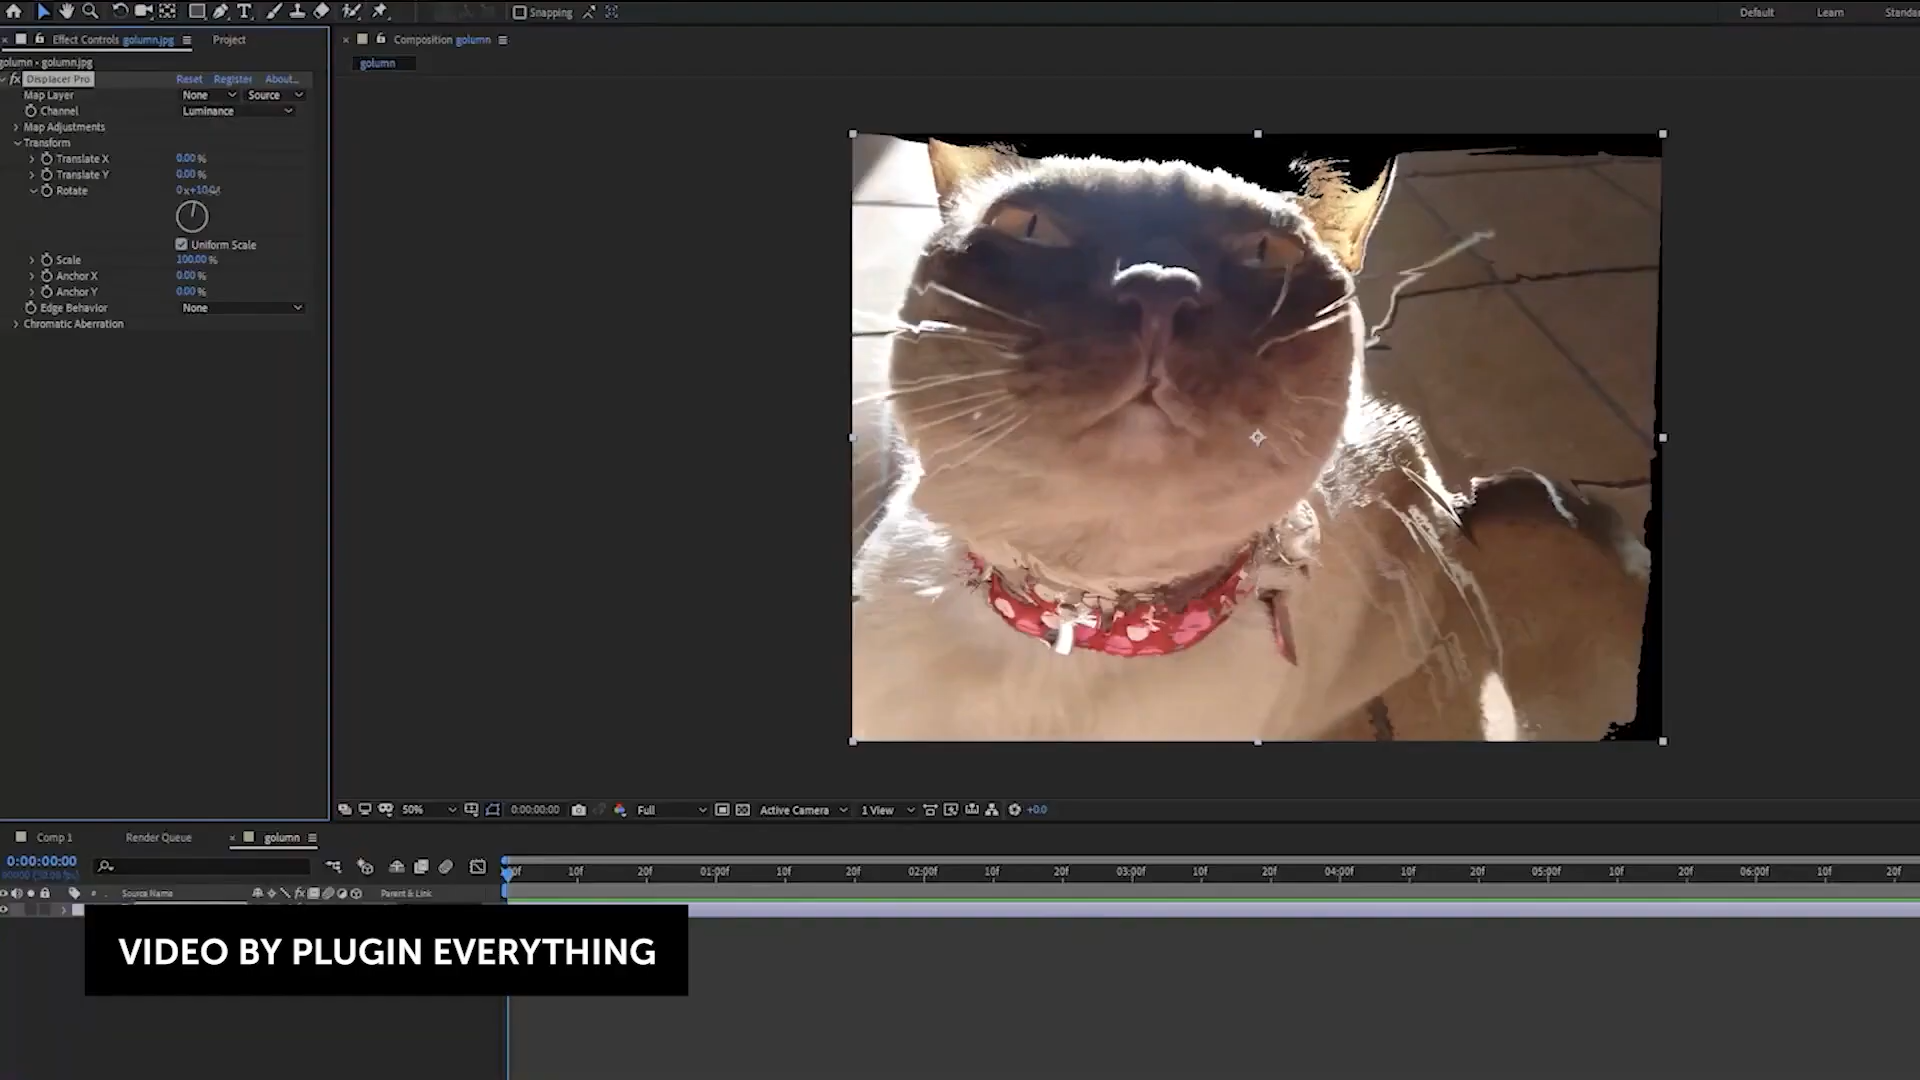 Snapping
Default
Learn
Effect Controls golumn.jpg
Project
Composition golumn
golumn
golumn • golumn.jpg
fx Displacer Pro
Reset
Register
About...
Map Layer
None
Source
Channel
Luminance
Map Adjustments
Transform
Translate X
0.00 %
Translate Y
0.00 %
Rotate
Uniform Scale
Scale
100.00 %
Anchor X
0.00 %
Anchor Y
0.00 %
Edge Behavior
None
Chromatic Aberration
50%
0:00:00:00
Full
Active Camera
1 View
+0.0
Comp 1
Render Queue
golumn
0:00:00:00
10f
20f
01:00f
10f
20f
02:00f
10f
20f
03:00f
10f
20f
04:00f
10f
20f
05:00f
10f
20f
06:00f
10f
20f
#
Source Name
fx
Parent & Link
VIDEO BY PLUGIN EVERYTHING